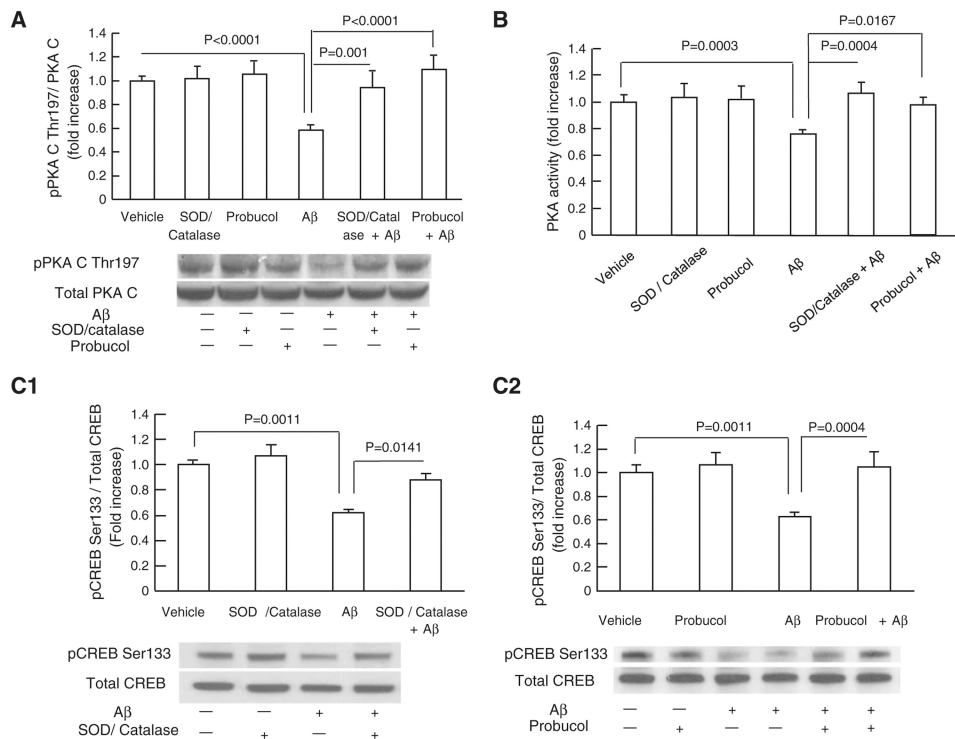 A
pPKA C Thr197/ PKA C
(fold increase)
1.4
1.2
1.0
0.8
0.6
0.4
0.2
0
P<0.0001
P<0.0001
P=0.001
Vehicle
SOD/
Catalase
Probucol
Aβ
SOD/Catal
ase + Aβ
Probucol
+ Aβ
pPKA C Thr197
Total PKA C
Aβ — — — + + +
SOD/catalase — + — — + —
Probucol — — + — — +
B
PKA activity (fold increase)
1.4
1.2
1.0
0.8
0.6
0.4
0.2
0
P=0.0167
P=0.0003
P=0.0004
Vehicle
SOD / Catalase
Probucol
Aβ
SOD/Catalase + Aβ
Probucol + Aβ
C1
pCREB Ser133 / Total CREB
(Fold increase)
1.4
1.2
1.0
0.8
0.6
0.4
0.2
0
P=0.0011
P=0.0141
Vehicle
SOD /Catalase
Aβ
SOD / Catalase
+ Aβ
pCREB Ser133
Total CREB
Aβ — — + +
SOD/ Catalase — + — +
C2
pCREB Ser133/ Total CREB
(fold increase)
1.4
1.2
1.0
0.8
0.6
0.4
0.2
0
P=0.0011
P=0.0004
Vehicle
Probucol
Aβ
Probucol + Aβ
pCREB Ser133
Total CREB
Aβ — — + + + +
Probucol — + — — + +